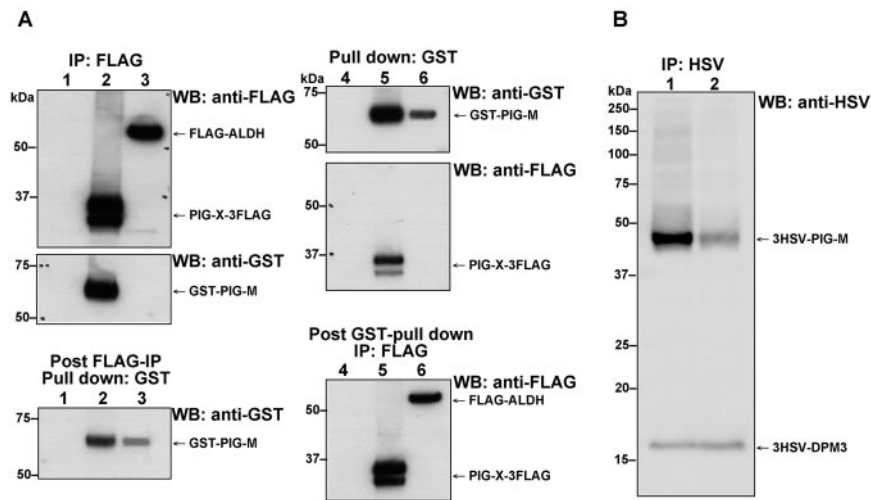 A
IP: FLAG
1 2 3
kDa
WB: anti-FLAG
FLAG-ALDH
50
37
PIG-X-3FLAG
75
WB: anti-GST
GST-PIG-M
50
Post FLAG-IP
Pull down: GST
1 2 3
75
WB: anti-GST
GST-PIG-M
50
Pull down: GST
kDa 4 5 6
75
WB: anti-GST
GST-PIG-M
50
WB: anti-FLAG
50
37
PIG-X-3FLAG
Post GST-pull down
IP: FLAG
4 5 6
WB: anti-FLAG
FLAG-ALDH
50
37
PIG-X-3FLAG
B
IP: HSV
kDa 1 2
WB: anti-HSV
250
150
100
75
50
3HSV-PIG-M
37
25
20
3HSV-DPM3
15